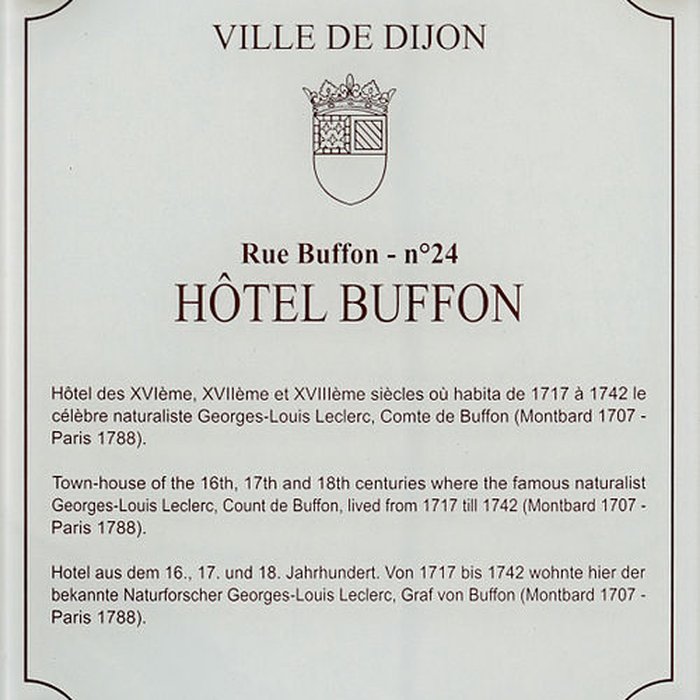 VILLE DE DIJON
Rue Buffon - n°24
HÔTEL BUFFON
Hôtel des XVIème, XVIIème et XVIIIème siècles où habita de 1717 à 1742 le
célèbre naturaliste Georges-Louis Leclerc, Comte de Buffon (Montbard 1707 -
Paris 1788).
Town-house of the 16th, 17th and 18th centuries where the famous naturalist
Georges-Louis Leclerc, Count de Buffon, lived from 1717 till 1742 (Montbard 1707 -
Paris 1788).
Hotel aus dem 16., 17. und 18. Jahrhundert. Von 1717 bis 1742 wohnte hier der
bekannte Naturforscher Georges-Louis Leclerc, Graf von Buffon (Montbard 1707 -
Paris 1788).